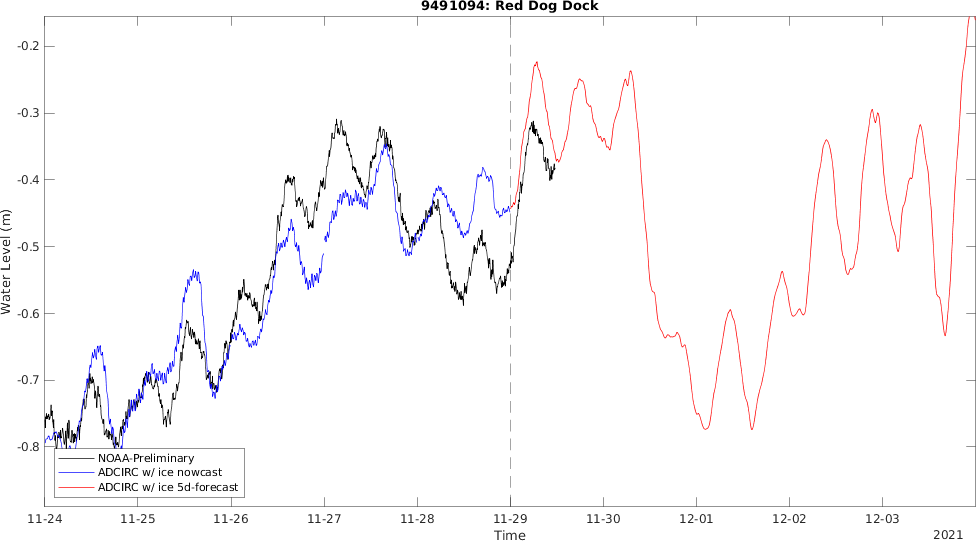 9491094: Red Dog Dock
Water Level (m)
-0.2
-0.3
-0.4
-0.5
-0.6
-0.7
-0.8
NOAA-Preliminary
ADCIRC w/ ice nowcast
ADCIRC w/ ice 5d-forecast
11-24 11-25 11-26 11-27 11-28 11-29 11-30 12-01 12-02 12-03
Time
2021